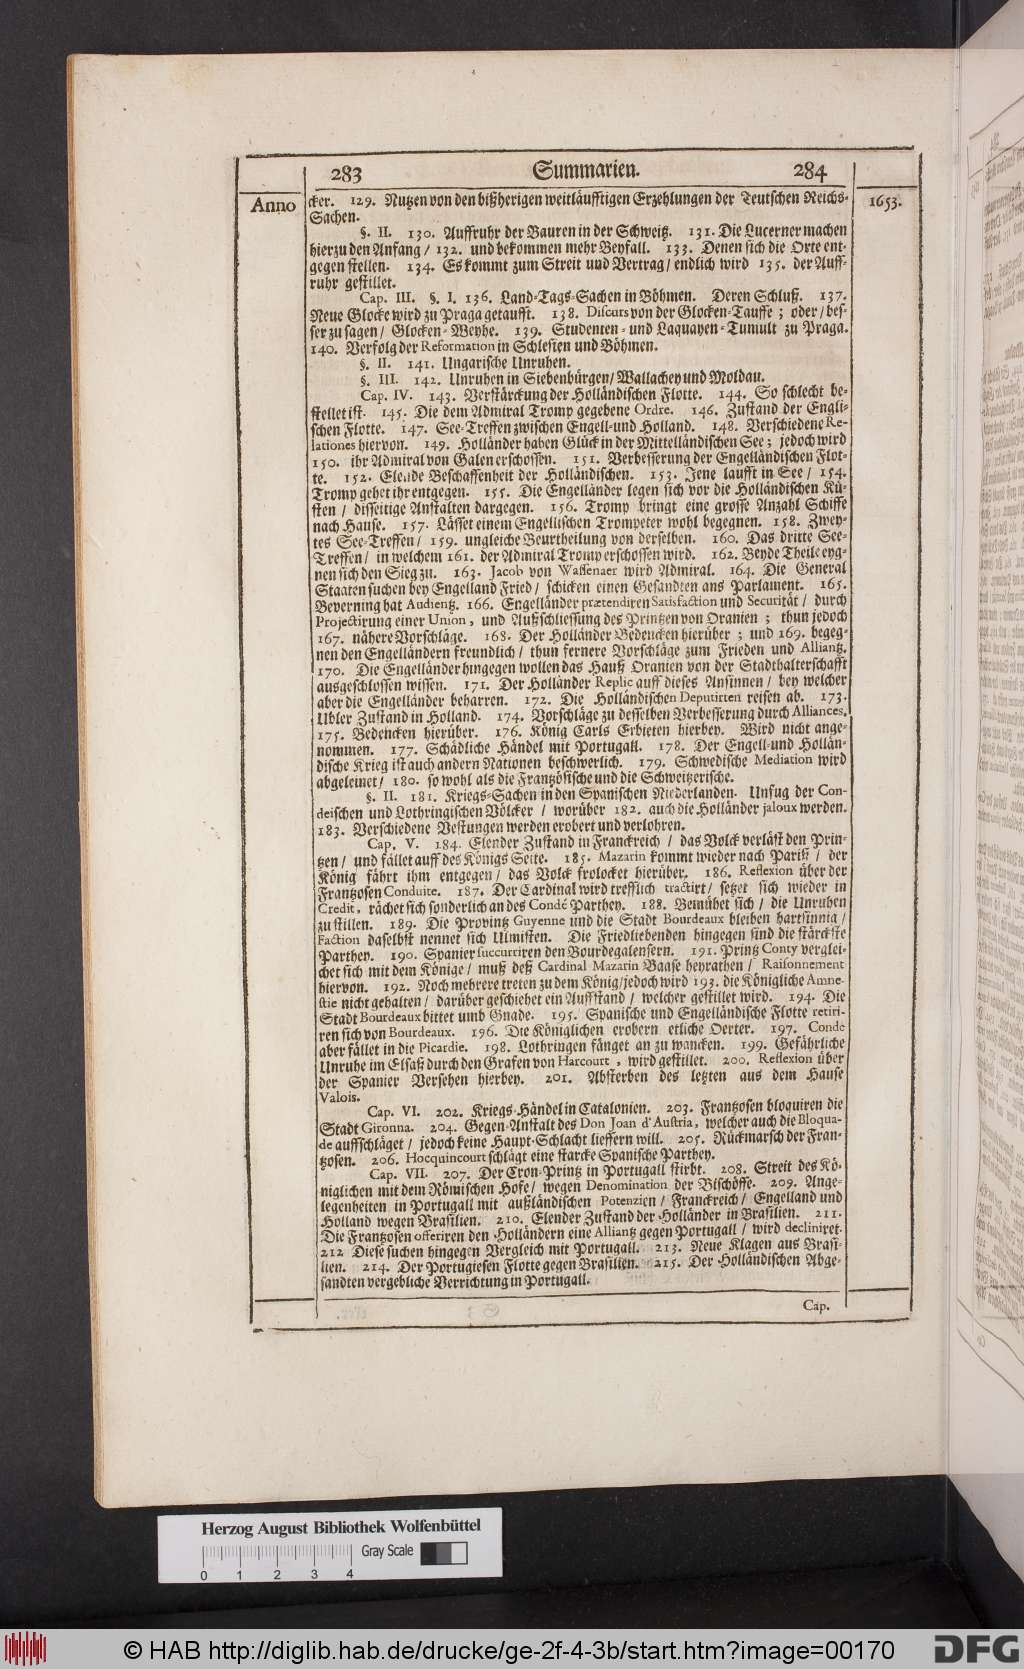 283 Summarien. 284
Anno
1653.
cker. 129. Nutzen von den bißherigen weitläufftigen Erzehlungen der Teutschen Reichs-
Sachen.
§. II. 130. Auffruhr der Bauren in der Schweitz. 131. Die Lucerner machen
hierzu den Anfang / 132. und bekommen mehr Beyfall. 133. Denen sich die Orte ent-
gegen stellen. 134. Es kommt zum Streit und Vertrag / endlich wird 135. der Auff-
ruhr gestillet.
Cap. III. §. I. 136. Land-Tags-Sachen in Böhmen. Deren Schluß. 137.
Neue Glocke wird zu Praga getaufft. 138. Discurs von der Glocken-Tauffe ; oder / bes-
ser zu sagen / Glocken-Weyhe. 139. Studenten- und Laquayen-Tumult zu Praga.
140. Verfolg der Reformation in Schlesien und Böhmen.
§. II. 141. Ungarische Unruhen.
§. III. 142. Unruhen in Siebenbürgen / Wallachey und Moldau.
Cap. IV. 143. Verstärckung der Holländischen Flotte. 144. So schlecht be-
stellet ist. 145. Die dem Admiral Tromp gegebene Ordre. 146. Zustand der Engli-
schen Flotte. 147. See-Treffen zwischen Engell- und Holland. 148. Verschiedene Re-
lationes hiervon. 149. Holländer haben Glück in der Mittelländischen See ; jedoch wird
150. ihr Admiral von Galen erschossen. 151. Verbesserung der Engelländischen Flot-
te. 152. Elende Beschaffenheit der Holländischen. 153. Jene laufft in See / 154.
Tromp gehet ihr entgegen. 155. Die Engelländer legen sich vor die Holländischen Kü-
sten / disseitige Anstalten dargegen. 156. Tromp bringt eine grosse Anzahl Schiffe
nach Hause. 157. Lässet einem Engellischen Trompeter wohl begegnen. 158. Zwey-
tes See-Treffen / 159. ungleiche Beurtheilung von derselben. 160. Das dritte See-
Treffen / in welchem 161. der Admiral Tromp erschossen wird. 162. Beyde Theile eyg-
nen sich den Sieg zu. 163. Jacob von Wassenaer wird Admiral. 164. Die General
Staaten suchen bey Engelland Fried / schicken einen Gesandten ans Parlament. 165.
Beverning hat Audientz. 166. Engelländer prætendiren Satisfaction und Securität / durch
Projectirung einer Union, und Außschliessung des Printzen von Oranien ; thun jedoch
167. nähere Vorschläge. 168. Der Holländer Bedencken hierüber ; und 169. begeg-
nen den Engelländern freundlich / thun fernere Vorschläge zum Frieden und Alliantz.
170. Die Engelländer hingegen wollen das Hauß Oranien von der Stadthalterschafft
ausgeschlossen wissen. 171. Der Holländer Replic auff dieses Ansinnen / bey welcher
aber die Engelländer beharren. 172. Die Holländischen Deputirten reisen ab. 173.
Ubler Zustand in Holland. 174. Vorschläge zu desselben Verbesserung durch Alliances.
175. Bedencken hierüber. 176. König Carls Erbieten hierbey. Wird nicht ange-
nommen. 177. Schädliche Händel mit Portugall. 178. Der Engell- und Hollän-
dische Krieg ist auch andern Nationen beschwerlich. 179. Schwedische Mediation wird
abgeleinet / 180. so wohl als die Frantzösische und die Schweitzerische.
§. II. 181. Kriegs-Sachen in den Spanischen Niederlanden. Unfug der Con-
deischen und Lothringischen Völcker / worüber 182. auch die Holländer jaloux werden.
183. Verschiedene Vestungen werden erobert und verlohren.
Cap. V. 184. Elender Zustand in Franckreich / das Volck verläst den Prin-
tzen / und fället auff des Königs Seite. 185. Mazarin kommt wieder nach Pariß / der
König fährt ihm entgegen / das Volck frolocket hierüber. 186. Reflexion über der
Frantzosen Conduite. 187. Der Cardinal wird trefflich tractirt / setzet sich wieder in
Credit, rächet sich sonderlich an des Condé Parthey. 188. Bemühet sich / die Unruhen
zu stillen. 189. Die Provintz Guyenne und die Stadt Bourdeaux bleiben hartsinnig /
Faction daselbst nennet sich Ulmisten. Die Friedliebenden hingegen sind die stärckste
Parthey. 190. Spanier succurriren den Bourdegalensern. 191. Printz Conty verglei-
chet sich mit dem Könige / muß deß Cardinal Mazarin Baase heyrathen / Raisonnement
hiervon. 192. Noch mehrere treten zu dem König / jedoch wird 193. die Königliche Amne-
stie nicht gehalten / darüber geschiehet ein Auffstand / welcher gestillet wird. 194. Die
Stadt Bourdeaux bittet umb Gnade. 195. Spanische und Engelländische Flotte retiri-
ren sich von Bourdeaux. 196. Die Königlichen erobern etliche Oerter. 197. Conde
aber fället in die Picardie. 198. Lothringen fänget an zu wancken. 199. Gefährliche
Unruhe im Elsaß durch den Grafen von Harcourt, wird gestillet. 200. Reflexion über
der Spanier Versehen hierbey. 201. Absterben des letzten aus dem Hause
Valois.
Cap. VI. 202. Kriegs-Händel in Catalonien. 203. Frantzosen bloquiren die
Stadt Gironna. 204. Gegen-Anstalt des Don Joan d'Austria, welcher auch die Bloqua-
de auffschläget / jedoch keine Haupt-Schlacht lieffern will. 205. Rückmarsch der Fran-
tzosen. 206. Hocquincourt schlägt eine starcke Spanische Parthey.
Cap. VII. 207. Der Cron-Printz in Portugall stirbt. 208. Streit des Kö-
niglichen mit dem Römischen Hofe / wegen Denomination der Bischöffe. 209. Ange-
legenheiten in Portugall mit außländischen Potenzien / Franckreich / Engelland und
Holland wegen Brasilien. 210. Elender Zustand der Holländer in Brasilien. 211.
Die Frantzosen offeriren den Holländern eine Alliantz gegen Portugall / wird decliniret.
212 Diese suchen hingegen Vergleich mit Portugall. 213. Neue Klagen aus Brasi-
lien. 214. Der Portugiesen Flotte gegen Brasilien. 215. Der Holländischen Abge-
sandten vergebliche Verrichtung in Portugall.
Cap.
Herzog August Bibliothek Wolfenbüttel
Gray Scale
0 1 2 3 4
© HAB http://diglib.hab.de/drucke/ge-2f-4-3b/start.htm?image=00170
DFG